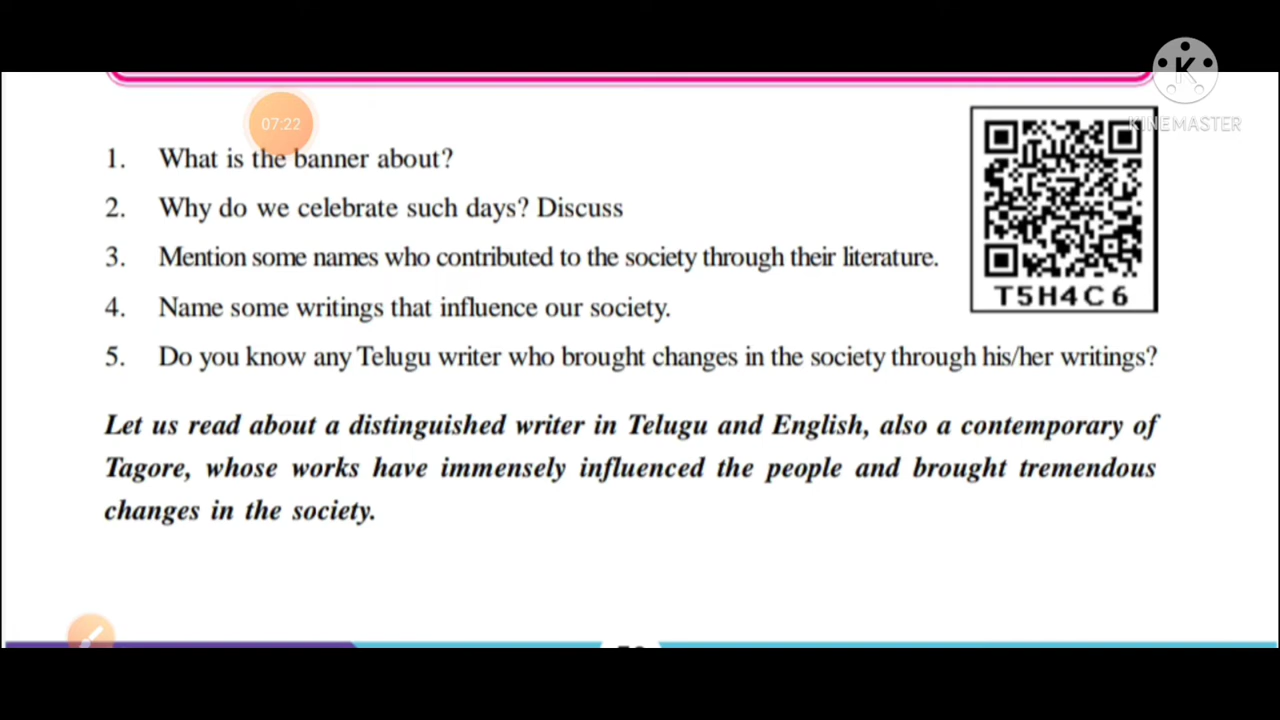 K
KINEMASTER
07:22
1. What is the banner about?
2. Why do we celebrate such days? Discuss
3. Mention some names who contributed to the society through their literature.
4. Name some writings that influence our society.
5. Do you know any Telugu writer who brought changes in the society through his/her writings?
T5H4C6
Let us read about a distinguished writer in Telugu and English, also a contemporary of
Tagore, whose works have immensely influenced the people and brought tremendous
changes in the society.